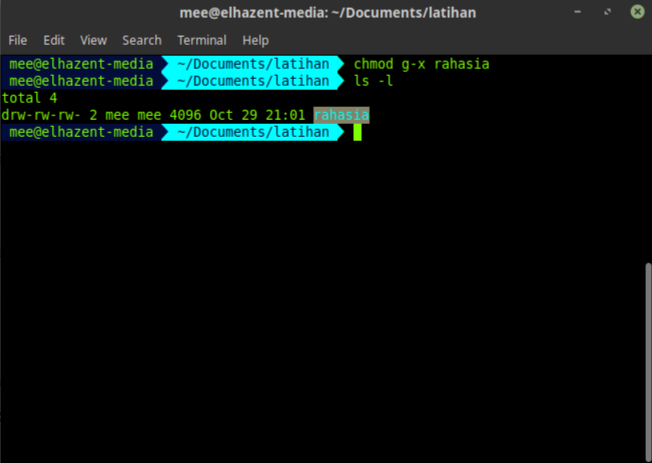 mee@elhazent-media: ~/Documents/latihan
File Edit View Search Terminal Help
mee@elhazent-media ~/Documents/latihan chmod g-x rahasia
mee@elhazent-media ~/Documents/latihan ls -l
total 4
drw-rw-rw- 2 mee mee 4096 Oct 29 21:01 rahasia
mee@elhazent-media ~/Documents/latihan